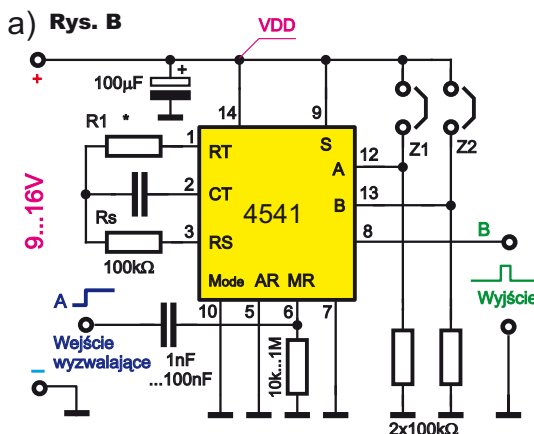 a) Rys. B
VDD
+
100µF
+
14
9
R1 *
1
RT
S
A
12
Z1
Z2
2
CT
4541
B
13
9...16V
Rs
3
RS
8
B
100kΩ
Mode
AR
MR
A
10
5
6
7
Wyjście
Wejście
wyzwalające
1nF
...100nF
10k...1M
–
2x100kΩ